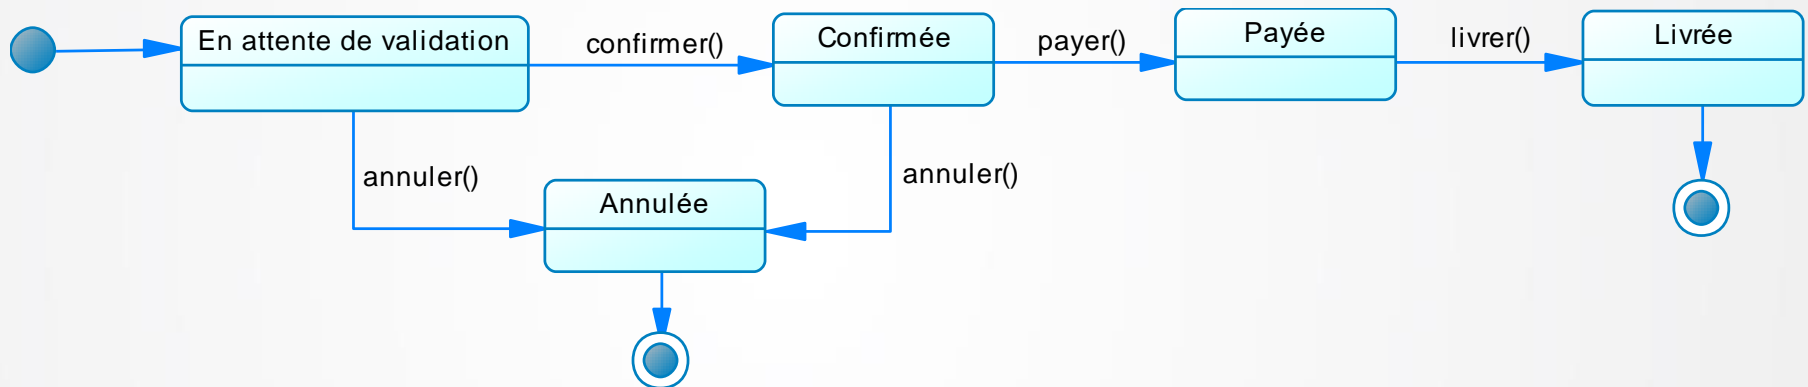 En attente de validation
confirmer()
Confirmée
payer()
Payée
livrer()
Livrée
annuler()
Annulée
annuler()